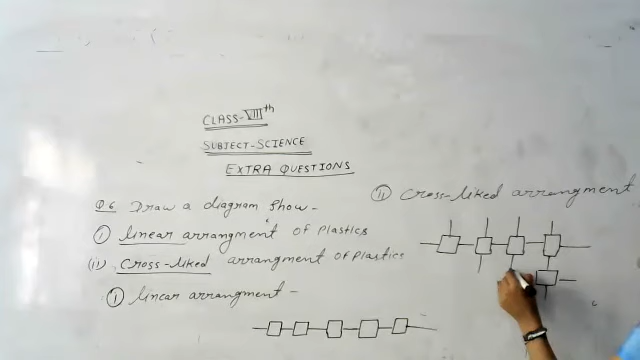 CLASS-VIIIth
SUBJECT-SCIENCE
EXTRA QUESTIONS
Q.6 Draw a diagram show-
(i) linear arrangment of Plastics
(ii) Cross-liked arrangment of Plastics
(i) linear arrangment -
(ii) Cross-liked arrangment